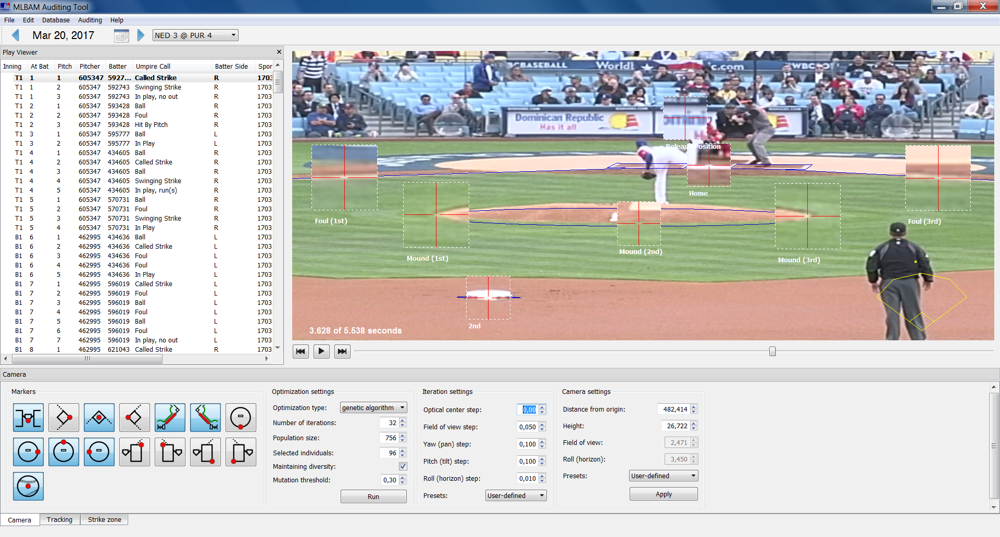 MLBAM Auditing Tool
File Edit Database Auditing Help
Mar 20, 2017 NED 3 @ PUR 4
Play Viewer
Inning At Bat Pitch Pitcher Batter Umpire Call Batter Side Spor
T1 1 1 605347 5927... Called Strike R 1703
T1 1 2 605347 592743 Swinging Strike R 1703
T1 1 3 605347 592743 In play, no out R 1703
T1 2 1 605347 593428 Ball R 1703
T1 2 2 605347 593428 Foul R 1703
T1 2 3 605347 593428 Hit By Pitch R 1703
T1 3 1 605347 595777 Ball L 1703
T1 3 2 605347 595777 In Play L 1703
T1 4 1 605347 434605 Ball R 1703
T1 4 2 605347 434605 Called Strike R 1703
T1 4 3 605347 434605 Ball R 1703
T1 4 4 605347 434605 Swinging Strike R 1703
T1 4 5 605347 434605 In play, run(s) R 1703
T1 5 1 605347 570731 Ball R 1703
T1 5 2 605347 570731 Foul R 1703
T1 5 3 605347 570731 Swinging Strike R 1703
T1 5 4 605347 570731 In Play R 1703
B1 6 1 462995 434636 Ball L 1703
B1 6 2 462995 434636 Called Strike L 1703
B1 6 3 462995 434636 Foul L 1703
B1 6 4 462995 434636 Foul L 1703
B1 6 5 462995 434636 In Play L 1703
B1 7 1 462995 596019 Called Strike L 1703
B1 7 2 462995 596019 Foul L 1703
B1 7 3 462995 596019 Ball L 1703
B1 7 4 462995 596019 Foul L 1703
B1 7 5 462995 596019 Ball L 1703
B1 7 6 462995 596019 Foul L 1703
B1 7 7 462995 596019 In play, no out L 1703
B1 8 1 462995 621043 Called Strike R 1703
CBASEBALL World! c.com WBC
Dominican Republic
Has it all
Release Position
Home
Foul (1st)
Foul (3rd)
Mound (1st)
Mound (2nd)
Mound (3rd)
2nd
3.628 of 5.538 seconds
Camera
Markers
Optimization settings
Optimization type: genetic algorithm
Number of iterations: 32
Population size: 756
Selected individuals: 96
Maintaining diversity:
Mutation threshold: 0,30
Run
Iteration settings
Optical center step: 0,00
Field of view step: 0,050
Yaw (pan) step: 0,100
Pitch (tilt) step: 0,100
Roll (horizon) step: 0,010
Presets: User-defined
Camera settings
Distance from origin: 482,414
Height: 26,722
Field of view: 2,471
Roll (horizon): 3,450
Presets: User-defined
Apply
Camera Tracking Strike zone